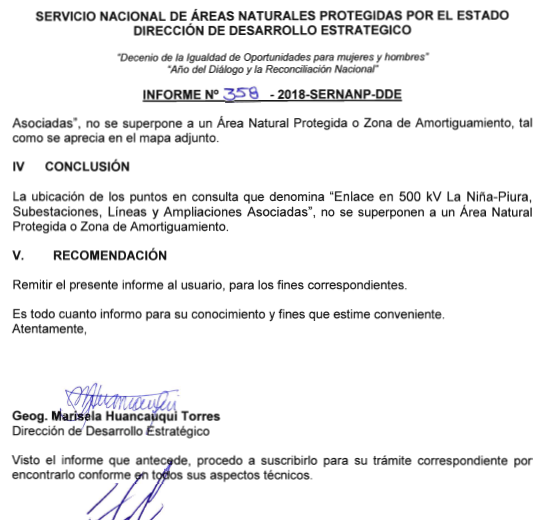 SERVICIO NACIONAL DE ÁREAS NATURALES PROTEGIDAS POR EL ESTADO
DIRECCIÓN DE DESARROLLO ESTRATEGICO
"Decenio de la Igualdad de Oportunidades para mujeres y hombres"
"Año del Diálogo y la Reconciliación Nacional"
INFORME Nº 358 - 2018-SERNANP-DDE
Asociadas", no se superpone a un Área Natural Protegida o Zona de Amortiguamiento, tal
como se aprecia en el mapa adjunto.
IV CONCLUSIÓN
La ubicación de los puntos en consulta que denomina "Enlace en 500 kV La Niña-Piura,
Subestaciones, Líneas y Ampliaciones Asociadas", no se superponen a un Área Natural
Protegida o Zona de Amortiguamiento.
V. RECOMENDACIÓN
Remitir el presente informe al usuario, para los fines correspondientes.
Es todo cuanto informo para su conocimiento y fines que estime conveniente.
Atentamente,
Geog. Marisela Huancauqui Torres
Dirección de Desarrollo Estratégico
Visto el informe que antecede, procedo a suscribirlo para su trámite correspondiente por
encontrarlo conforme en todos sus aspectos técnicos.